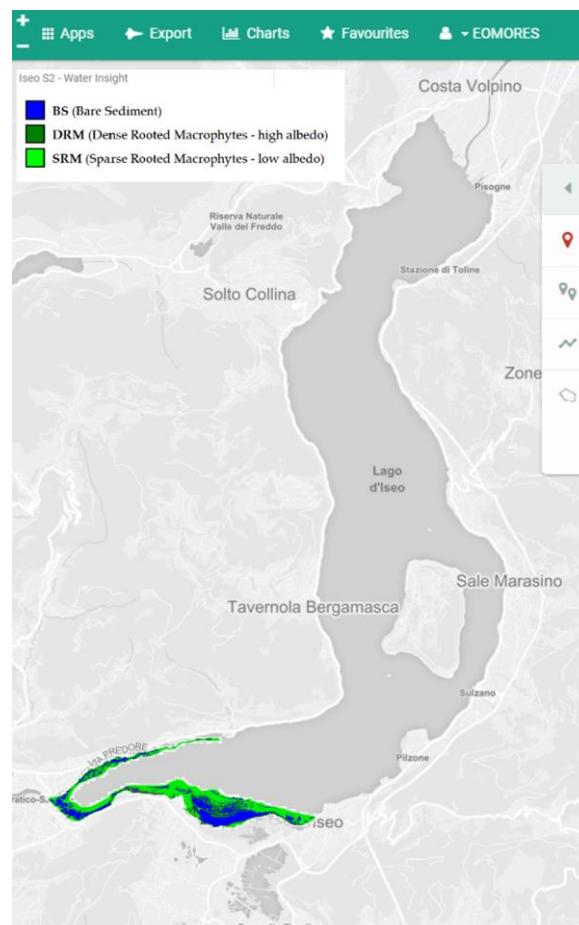 +
−
Apps
Export
Charts
Favourites
EOMORES
Iseo S2 - Water Insight
BS (Bare Sediment)
DRM (Dense Rooted Macrophytes - high albedo)
SRM (Sparse Rooted Macrophytes - low albedo)
Costa Volpino
Pisogne
Riserva Naturale
Valle del Freddo
Stazione di Toline
Solto Collina
Zone
Lago
d'Iseo
Sale Marasino
Tavernola Bergamasca
Sulzano
VIA PREDORE
Pilzone
ratico-S.
Iseo